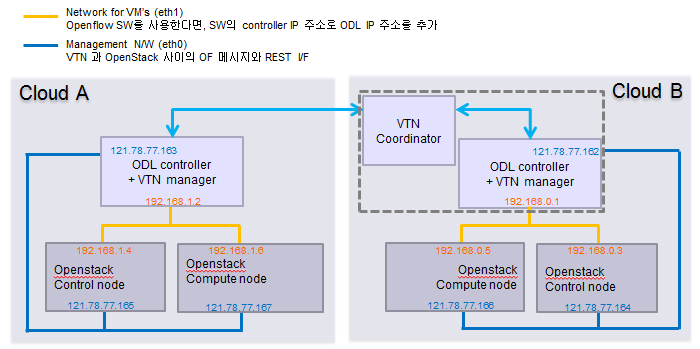 Network for VM's (eth1)
Openflow SW를 사용한다면, SW의 controller IP 주소로 ODL IP 주소를 추가
Management N/W (eth0)
VTN 과 OpenStack 사이의 OF 메시지와 REST I/F
Cloud A
Cloud B
VTN
Coordinator
121.78.77.163
ODL controller
+ VTN manager
192.168.1.2
121.78.77.162
ODL controller
+ VTN manager
192.168.0.1
192.168.1.4
Openstack
Control node
121.78.77.165
192.168.1.6
Openstack
Compute node
121.78.77.167
192.168.0.5
Openstack
Compute node
121.78.77.166
192.168.0.3
Openstack
Control node
121.78.77.164